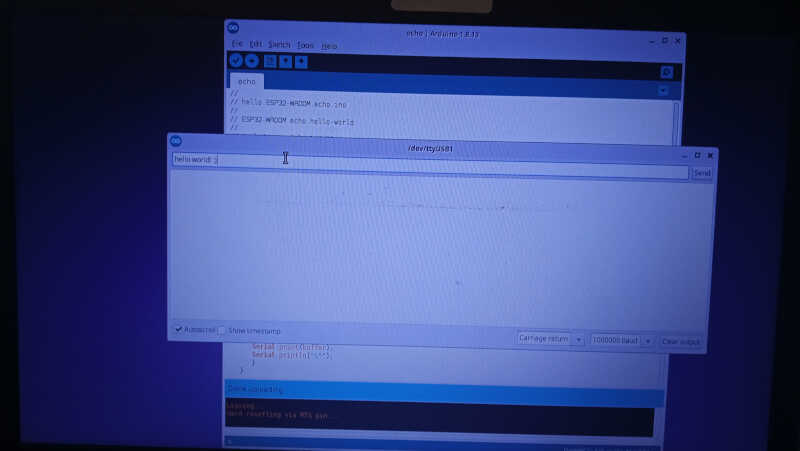 echo | Arduino 1.8.13
File Edit Sketch Tools Help
echo
//
// hello ESP32-WROOM echo.ino
//
// ESP32-WROOM echo hello-world
//
/dev/ttyUSB1
hello world! :)
Send
Autoscroll Show timestamp
Carriage return
1000000 baud
Clear output
Serial.print(buffer);
Serial.println("\"");
}
}
Done uploading.
Leaving...
Hard resetting via RTS pin...